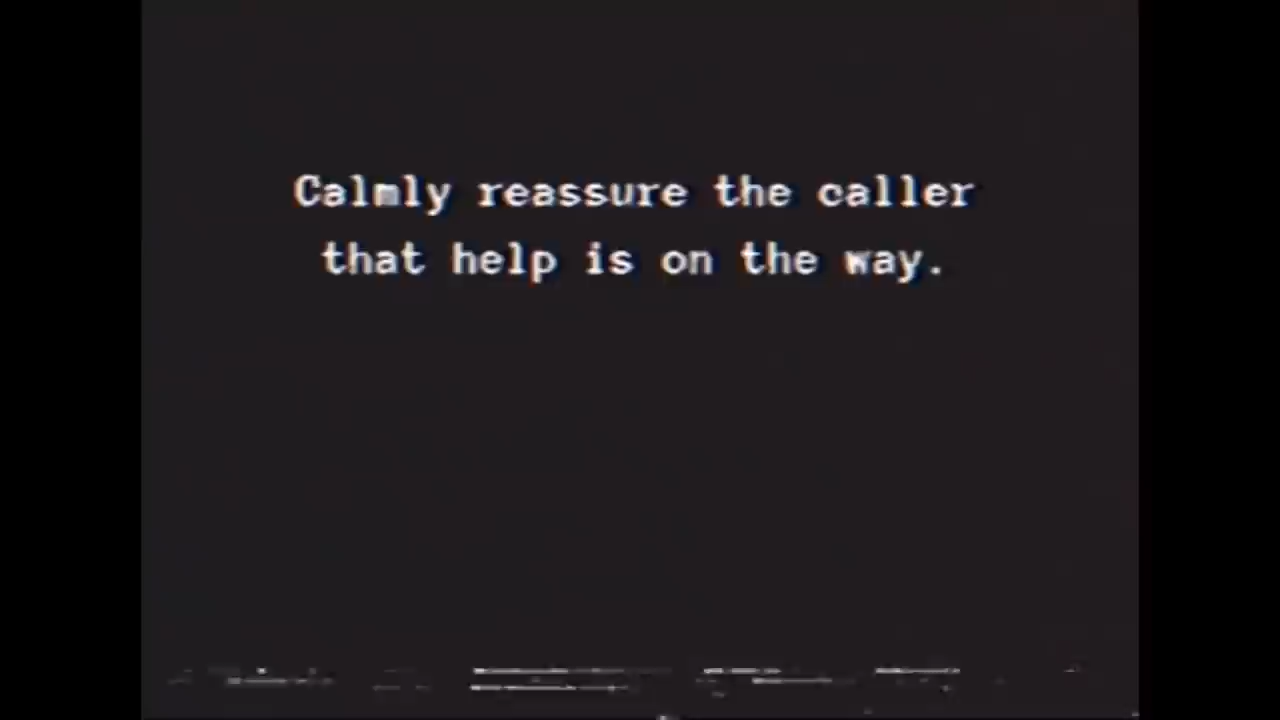 Calmly reassure the caller
that help is on the way.